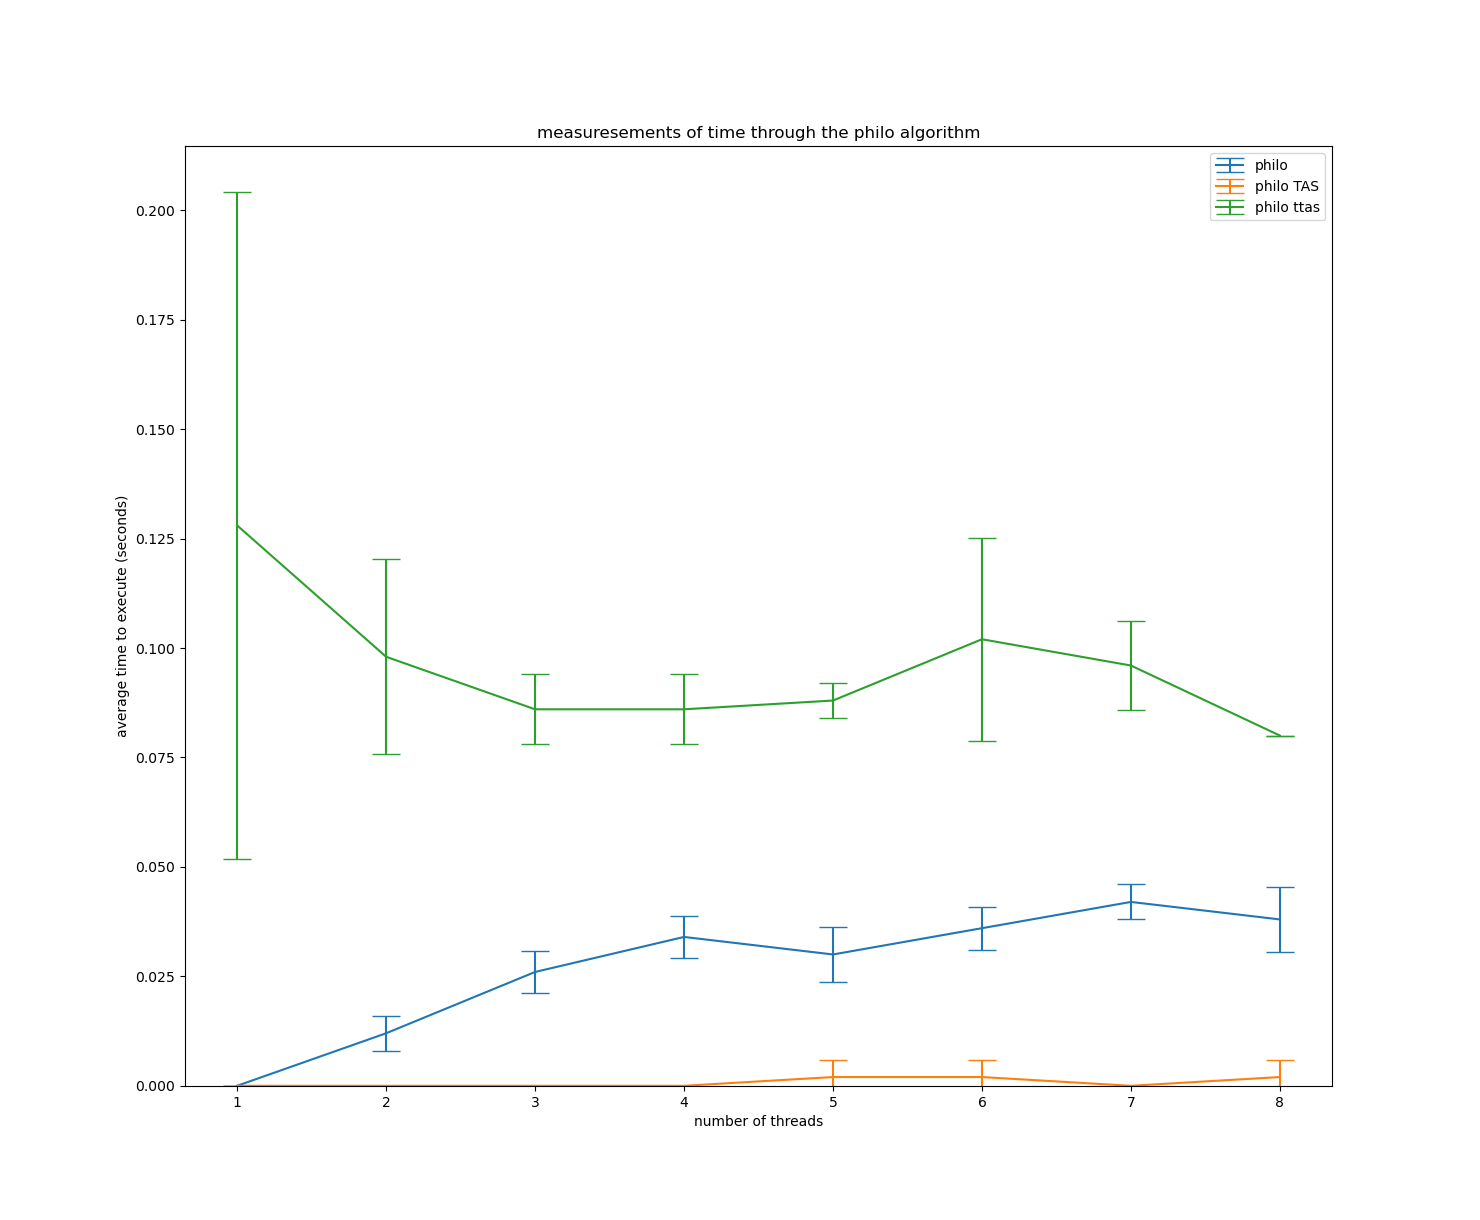 measuresements of time through the philo algorithm
philo
philo TAS
philo ttas
0.200
0.175
0.150
0.125
0.100
0.075
0.050
0.025
0.000
average time to execute (seconds)
1 2 3 4 5 6 7 8
number of threads